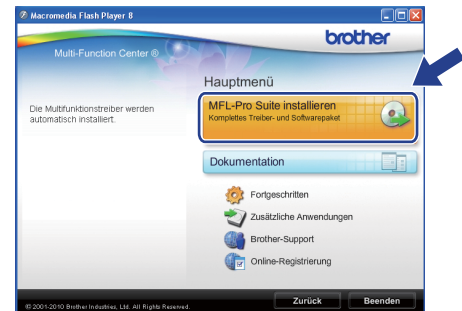 Macromedia Flash Player 8
brother
Multi-Function Center ®
Hauptmenü
Die Multifunktionstreiber werden
automatisch installiert.
MFL-Pro Suite installieren
Komplettes Treiber- und Softwarepaket
Dokumentation
Fortgeschritten
Zusätzliche Anwendungen
Brother-Support
Online-Registrierung
© 2001-2010 Brother Industries, Ltd. All Rights Reserved.
Zurück
Beenden